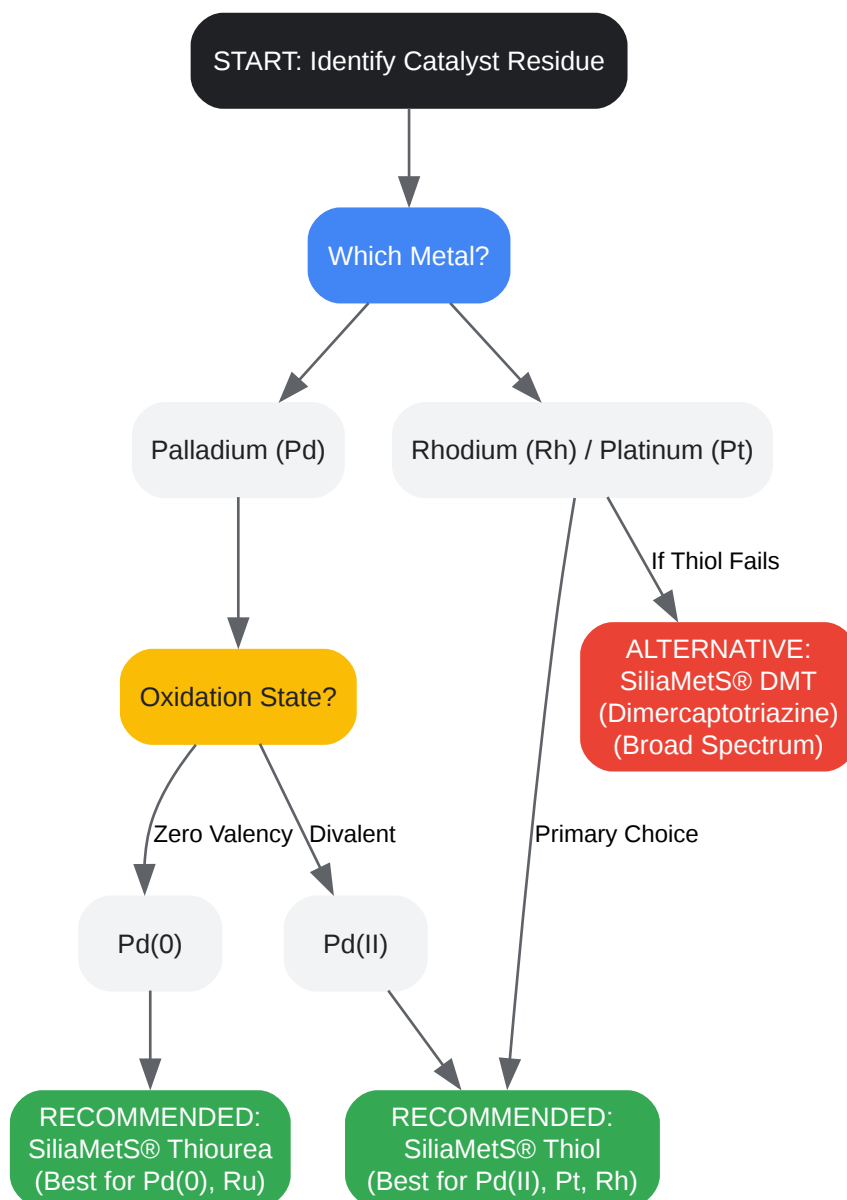 START: Identify Catalyst Residue
Which Metal?
Palladium (Pd)
Rhodium (Rh) / Platinum (Pt)
If Thiol Fails
ALTERNATIVE:
SiliaMetS® DMT
(Dimercaptotriazine)
(Broad Spectrum)
Oxidation State?
Zero Valency
Divalent
Primary Choice
Pd(0)
Pd(II)
RECOMMENDED:
SiliaMetS® Thiourea
(Best for Pd(0), Ru)
RECOMMENDED:
SiliaMetS® Thiol
(Best for Pd(II), Pt, Rh)